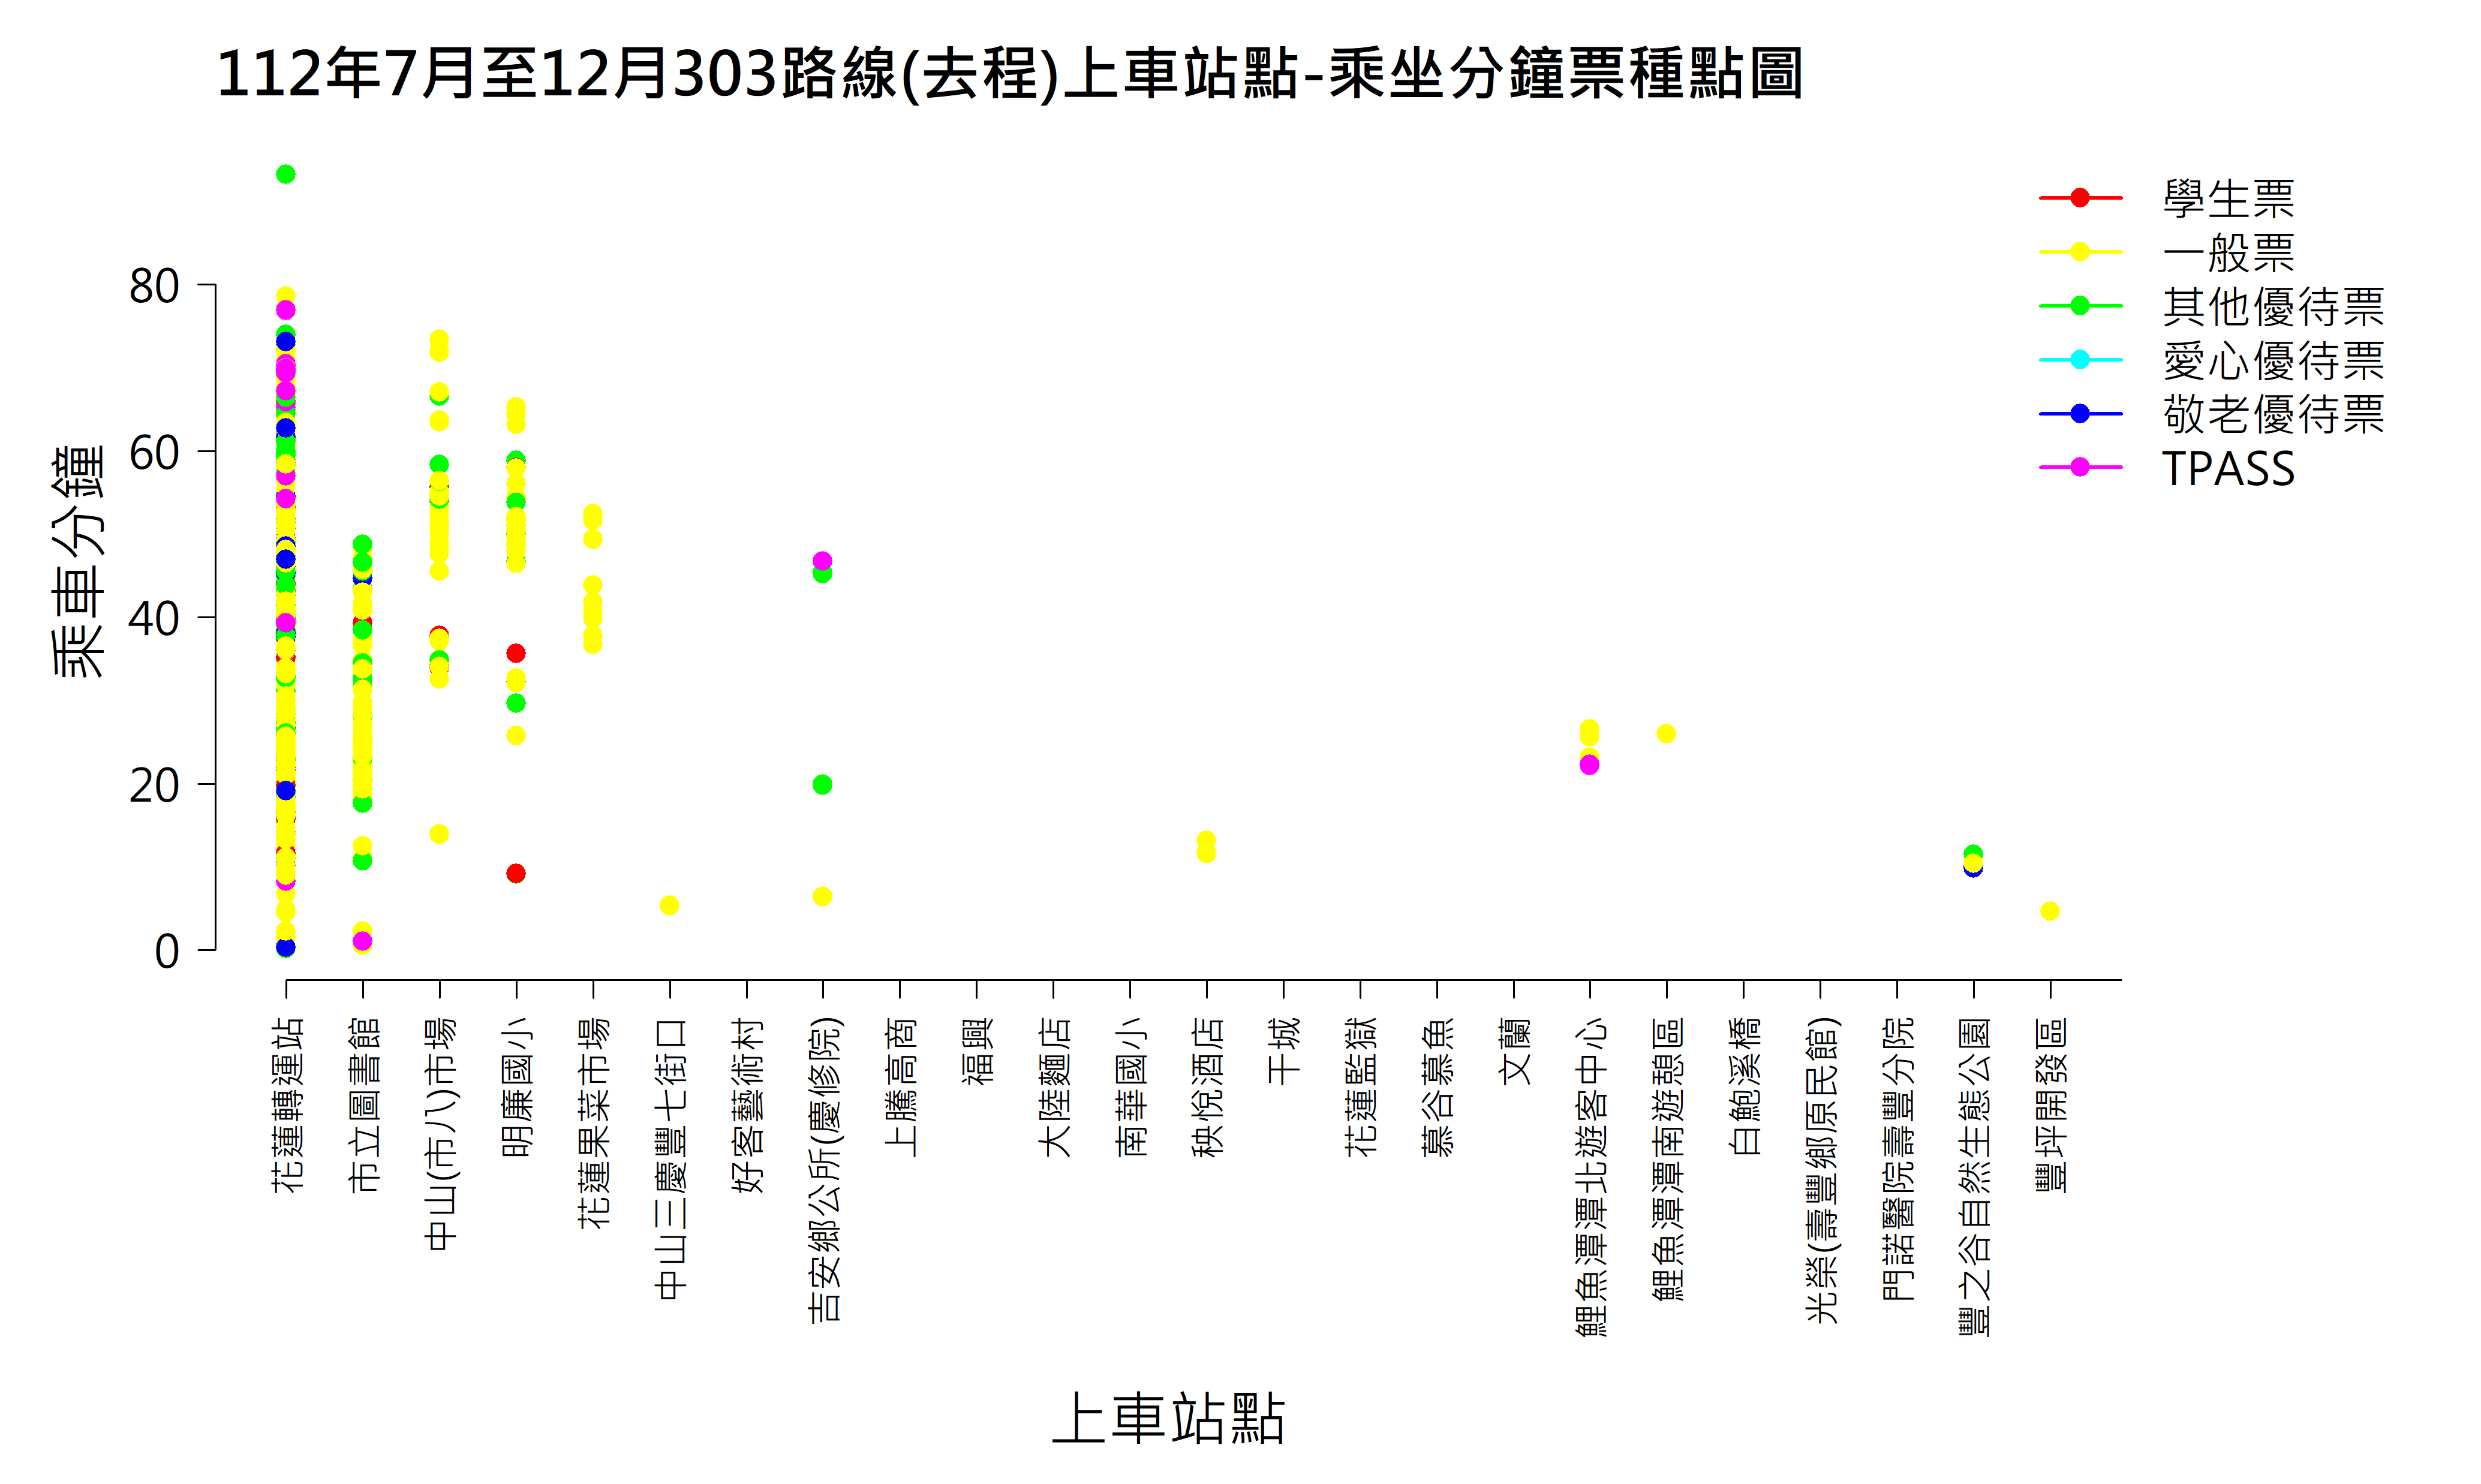 112年7月至12月303路線(去程)上車站點-乘坐分鐘票種點圖
學生票
一般票
其他優待票
愛心優待票
敬老優待票
TPASS
乘車分鐘
80
60
40
20
0
花蓮轉運站
市立圖書館
中山(市八)市場
明廉國小
花蓮果菜市場
中山三慶豐七街口
好客藝術村
吉安鄉公所(慶修院)
上騰高商
福興
大陸麵店
南華國小
秧悅酒店
干城
花蓮監獄
慕谷慕魚
文蘭
鯉魚潭潭北遊客中心
鯉魚潭潭南遊憩區
白鮑溪橋
光榮(壽豐鄉原民館)
門諾醫院壽豐分院
豐之谷自然生態公園
豐坪開發區
上車站點